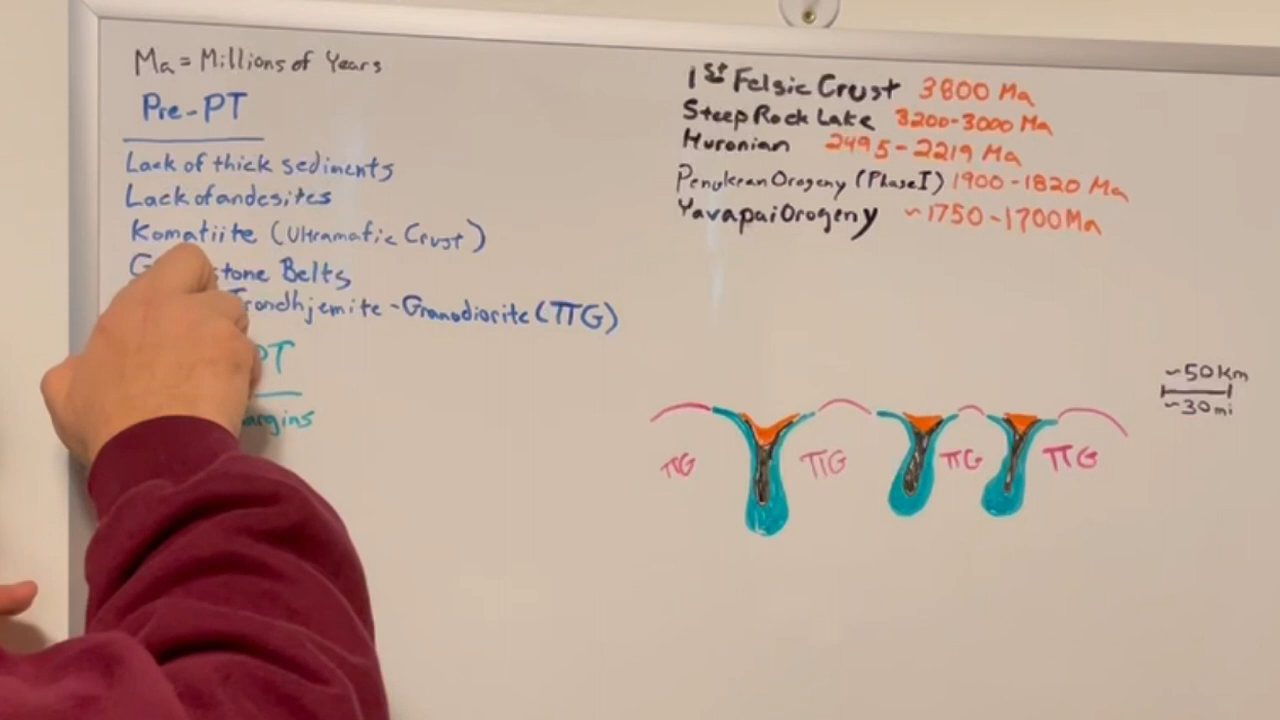 Ma = Millions of Years
Pre-PT
Lack of thick sediments
Lack of andesites
Komatiite (Ultramafic Crust)
G stone Belts
Trondhjemite-Granodiorite (TTG)
PT
argins
1st Felsic Crust 3800 Ma
Steep Rock Lake 3200-3000 Ma
Huronian 2495-2219 Ma
Penokean Orogeny (Phase I) 1900-1820 Ma
Yavapai Orogeny ~1750-1700 Ma
~50 Km
~30 mi
TTG TTG TTG TTG